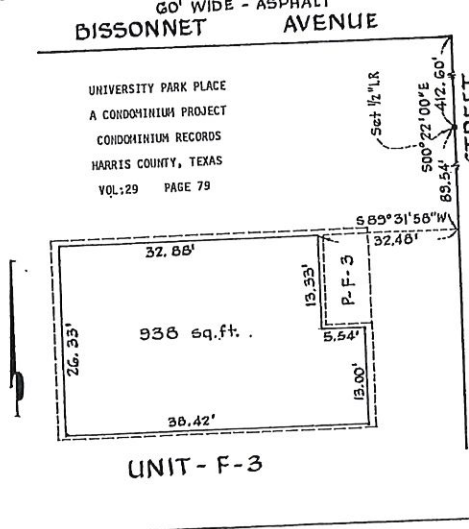 60' WIDE - ASPHALT
BISSONNET AVENUE
UNIVERSITY PARK PLACE
A CONDOMINIUM PROJECT
CONDOMINIUM RECORDS
HARRIS COUNTY, TEXAS
VOL:29 PAGE 79
Set 1/2" I.R
S00°22'00"E
412.60'
89.54'
STREET
S89°31'58"W
32.48'
32.88'
13.33'
P-F-3
938 sq.ft.
5.54'
26.33'
13.00'
38.42'
UNIT - F-3